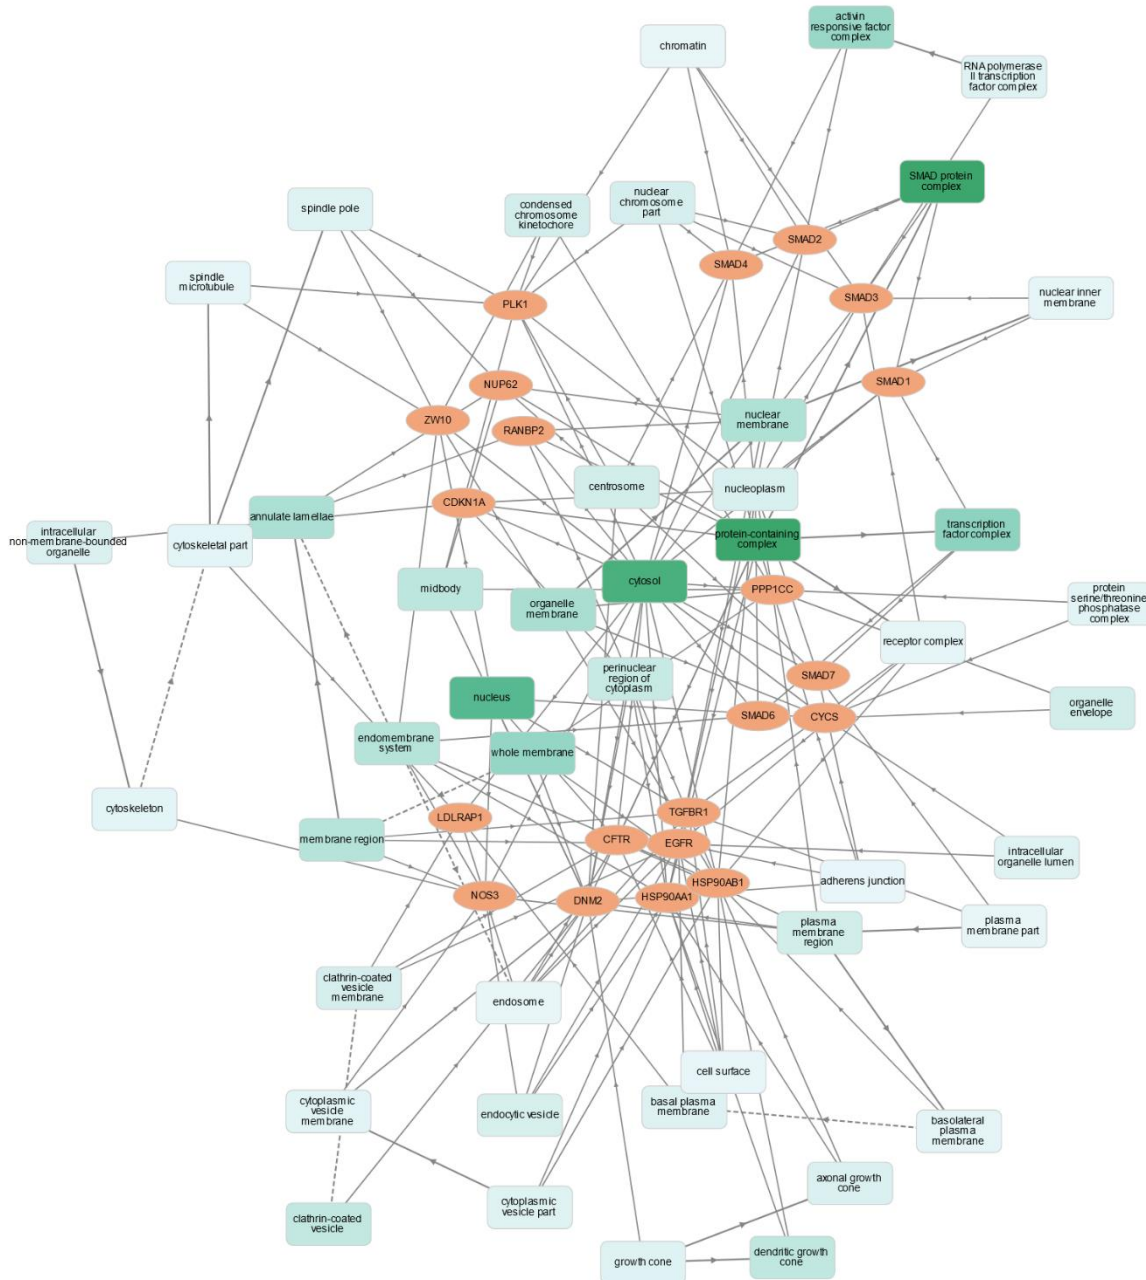 activin
responsive factor
complex
chromatin
RNA polymerase
II transcription
factor complex
SMAD protein
complex
nuclear
chromosome
part
condensed
chromosome
kinetochore
spindle pole
SMAD2
SMAD4
spindle
microtubule
nuclear inner
membrane
SMAD3
PLK1
SMAD1
NUP62
ZW10
RANBP2
nuclear
membrane
centrosome
nucleoplasm
CDKN1A
annulate lamellae
intracellular
non-membrane-bounded
organelle
cytoskeletal part
protein-containing
complex
transcription
factor complex
midbody
cytosol
PPP1CC
organelle
membrane
protein
serine/threonine
phosphatase
complex
receptor complex
perinuclear
region of
cytoplasm
SMAD7
nucleus
SMAD6
CYCS
organelle
envelope
endomembrane
system
whole membrane
cytoskeleton
LDLRAP1
TGFBR1
membrane region
CFTR
EGFR
intracellular
organelle lumen
HSP90AB1
adherens junction
NOS3
DNM2
HSP90AA1
plasma
membrane
region
plasma
membrane part
clathrin-coated
vesicle
membrane
endosome
cell surface
cytoplasmic
vesicle
membrane
endocytic vesicle
basal plasma
membrane
basolateral
plasma
membrane
axonal growth
cone
cytoplasmic
vesicle part
clathrin-coated
vesicle
growth cone
dendritic growth
cone